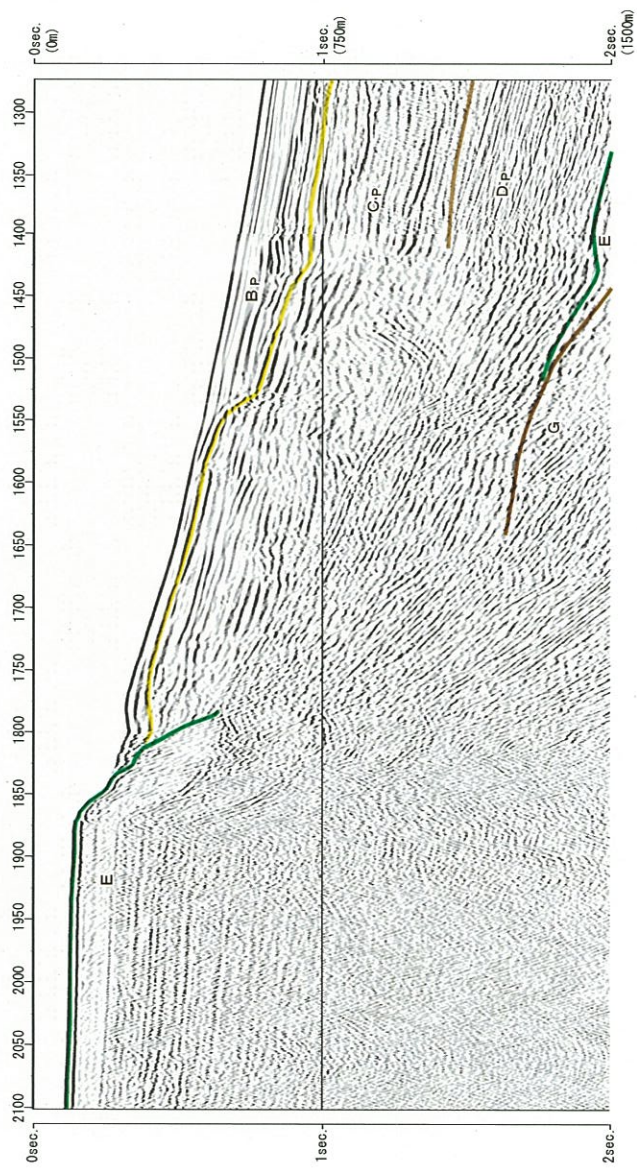 0sec.
(0m)
1sec.
(750m)
2sec.
(1500m)
1300
1350
1400
1450
1500
1550
1600
1650
1700
1750
1800
1850
1900
1950
2000
2050
2100
B.P
C.P
D.P
E
G
E
0sec.
1sec.
2sec.